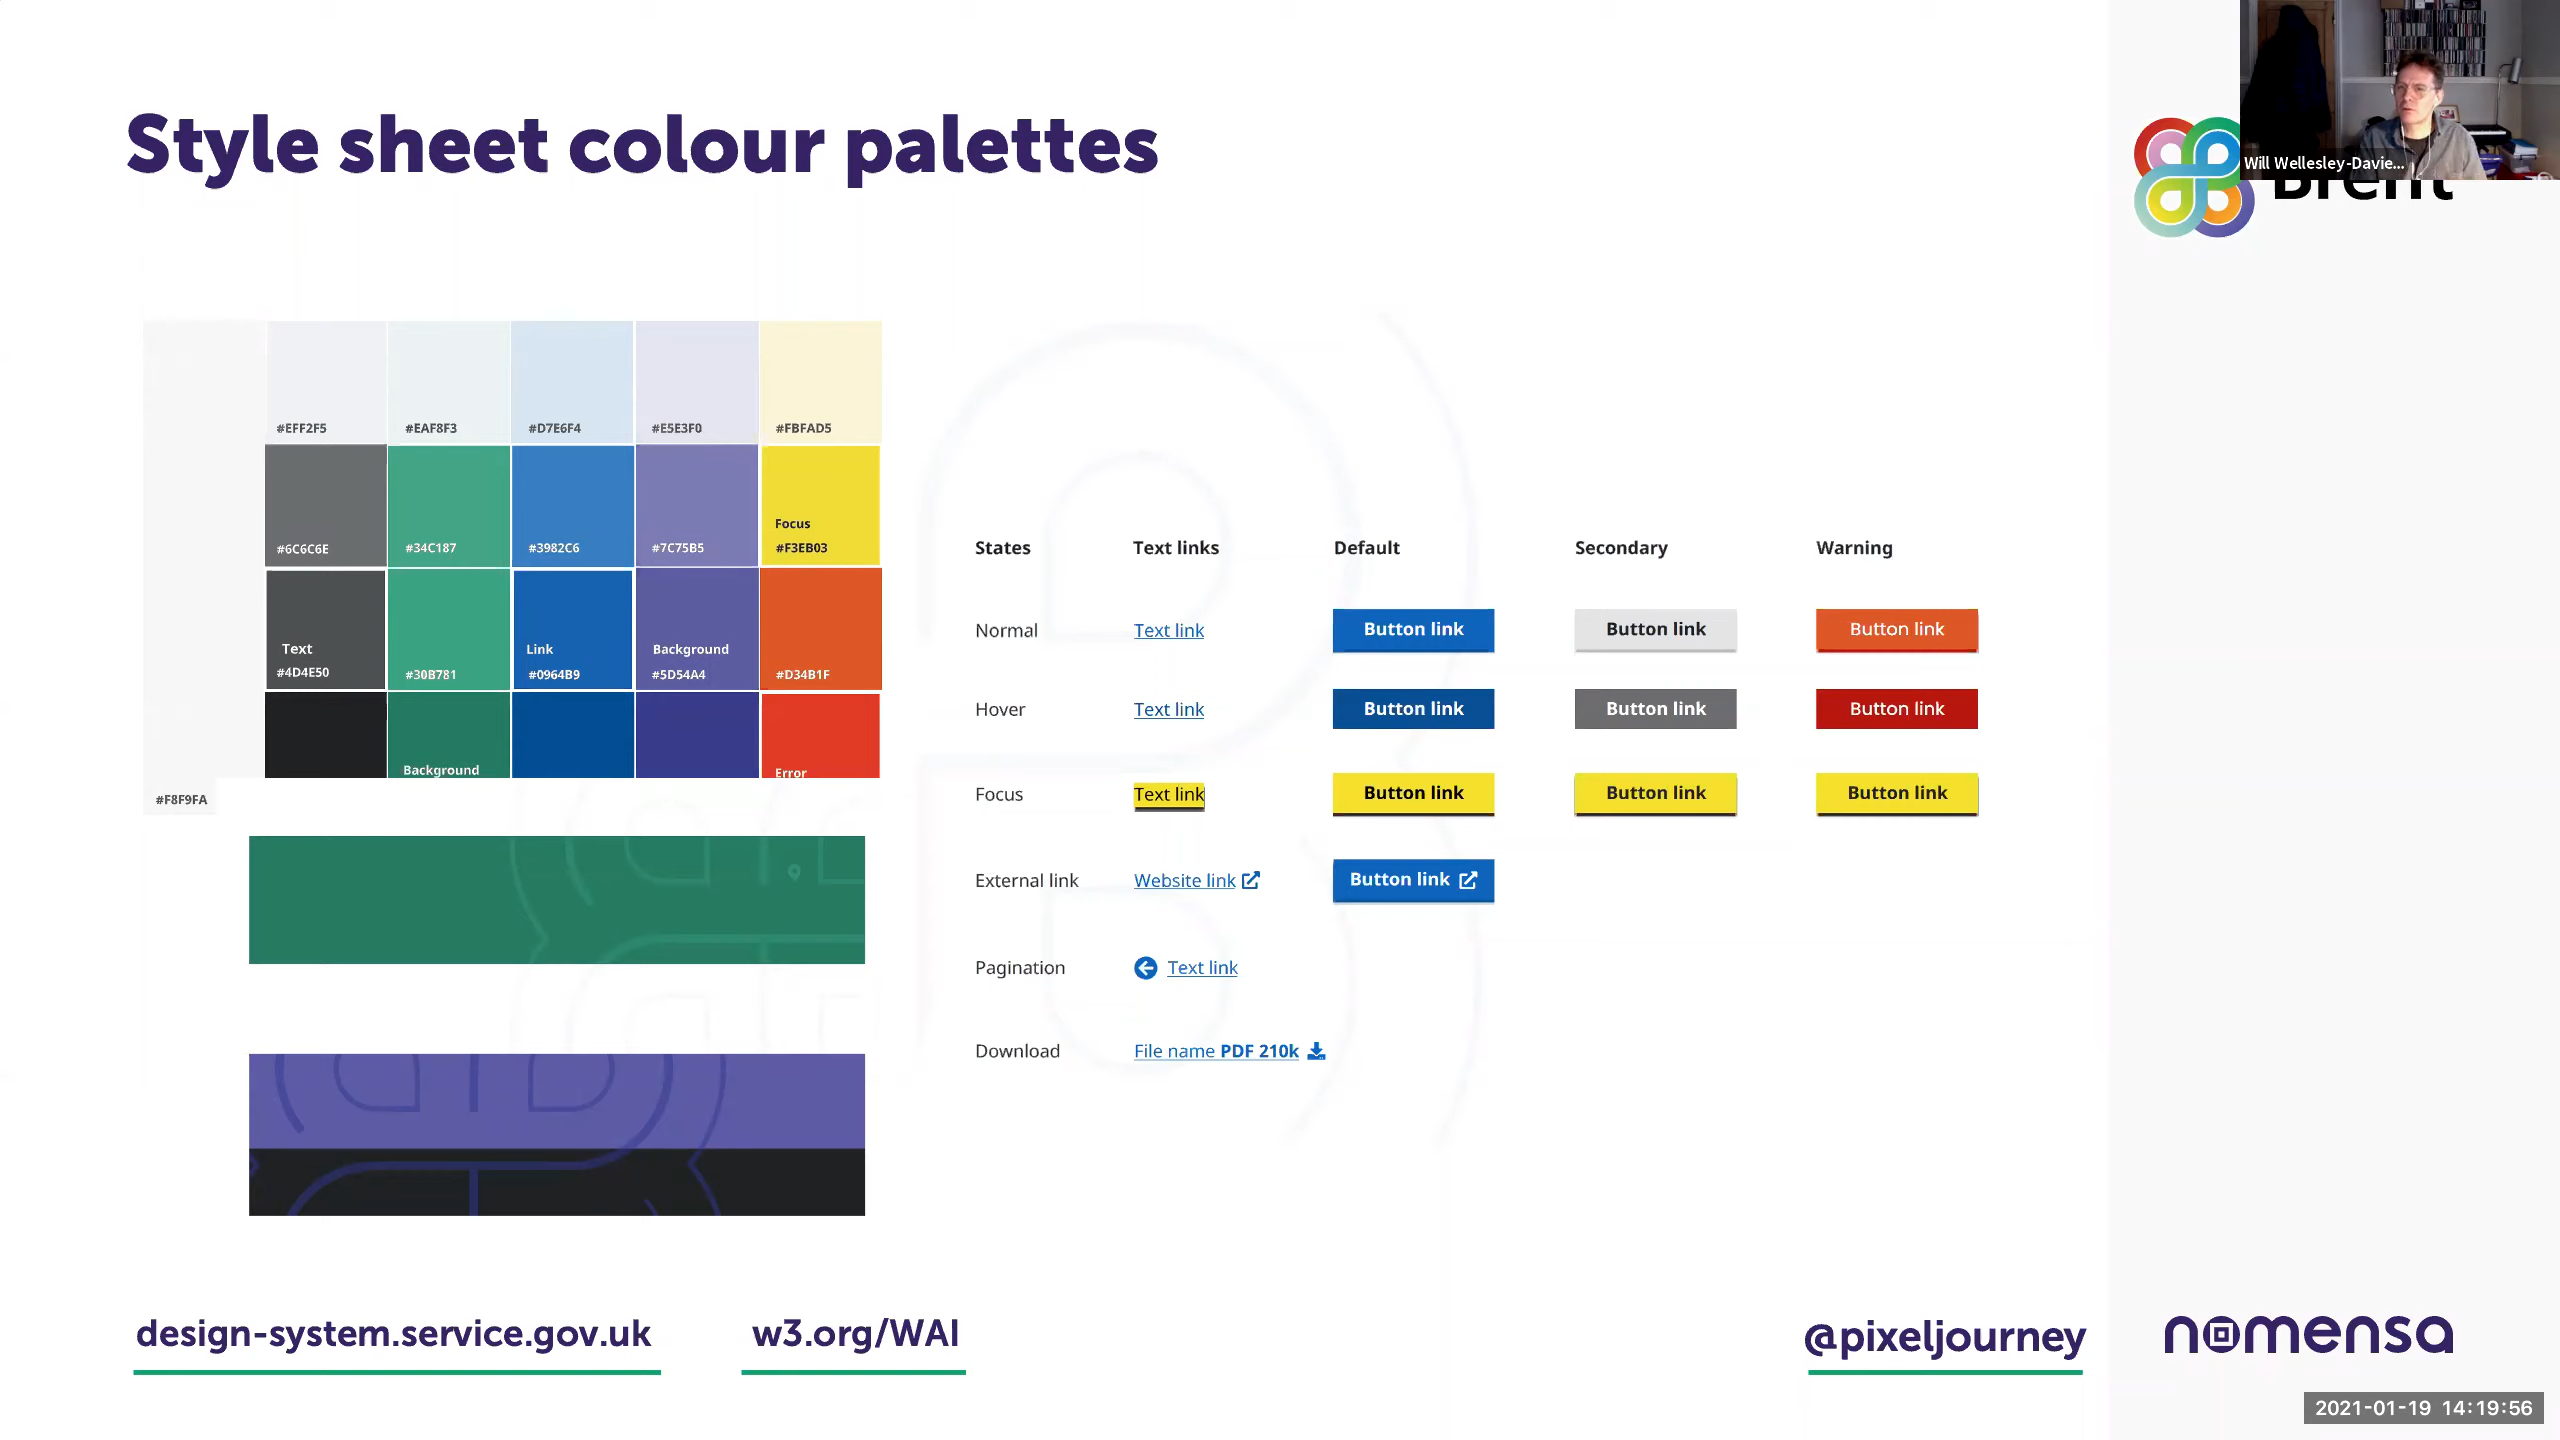 Style sheet colour palettes
Will Wellesley-Davie...
Brent
#EFF2F5
#EAF8F3
#D7E6F4
#E5E3F0
#FBFAD5
#6C6C6E
#34C187
#3982C6
#7C75B5
Focus
#F3EB03
Text
#4D4E50
#30B781
Link
#0964B9
Background
#5D54A4
#D34B1F
Background
Error
#F8F9FA
States Text links Default Secondary Warning
Normal Text link Button link Button link Button link
Hover Text link Button link Button link Button link
Focus Text link Button link Button link Button link
External link Website link Button link
Pagination Text link
Download File name PDF 210k
design-system.service.gov.uk w3.org/WAI @pixeljourney nomensa
2021-01-19 14:19:56